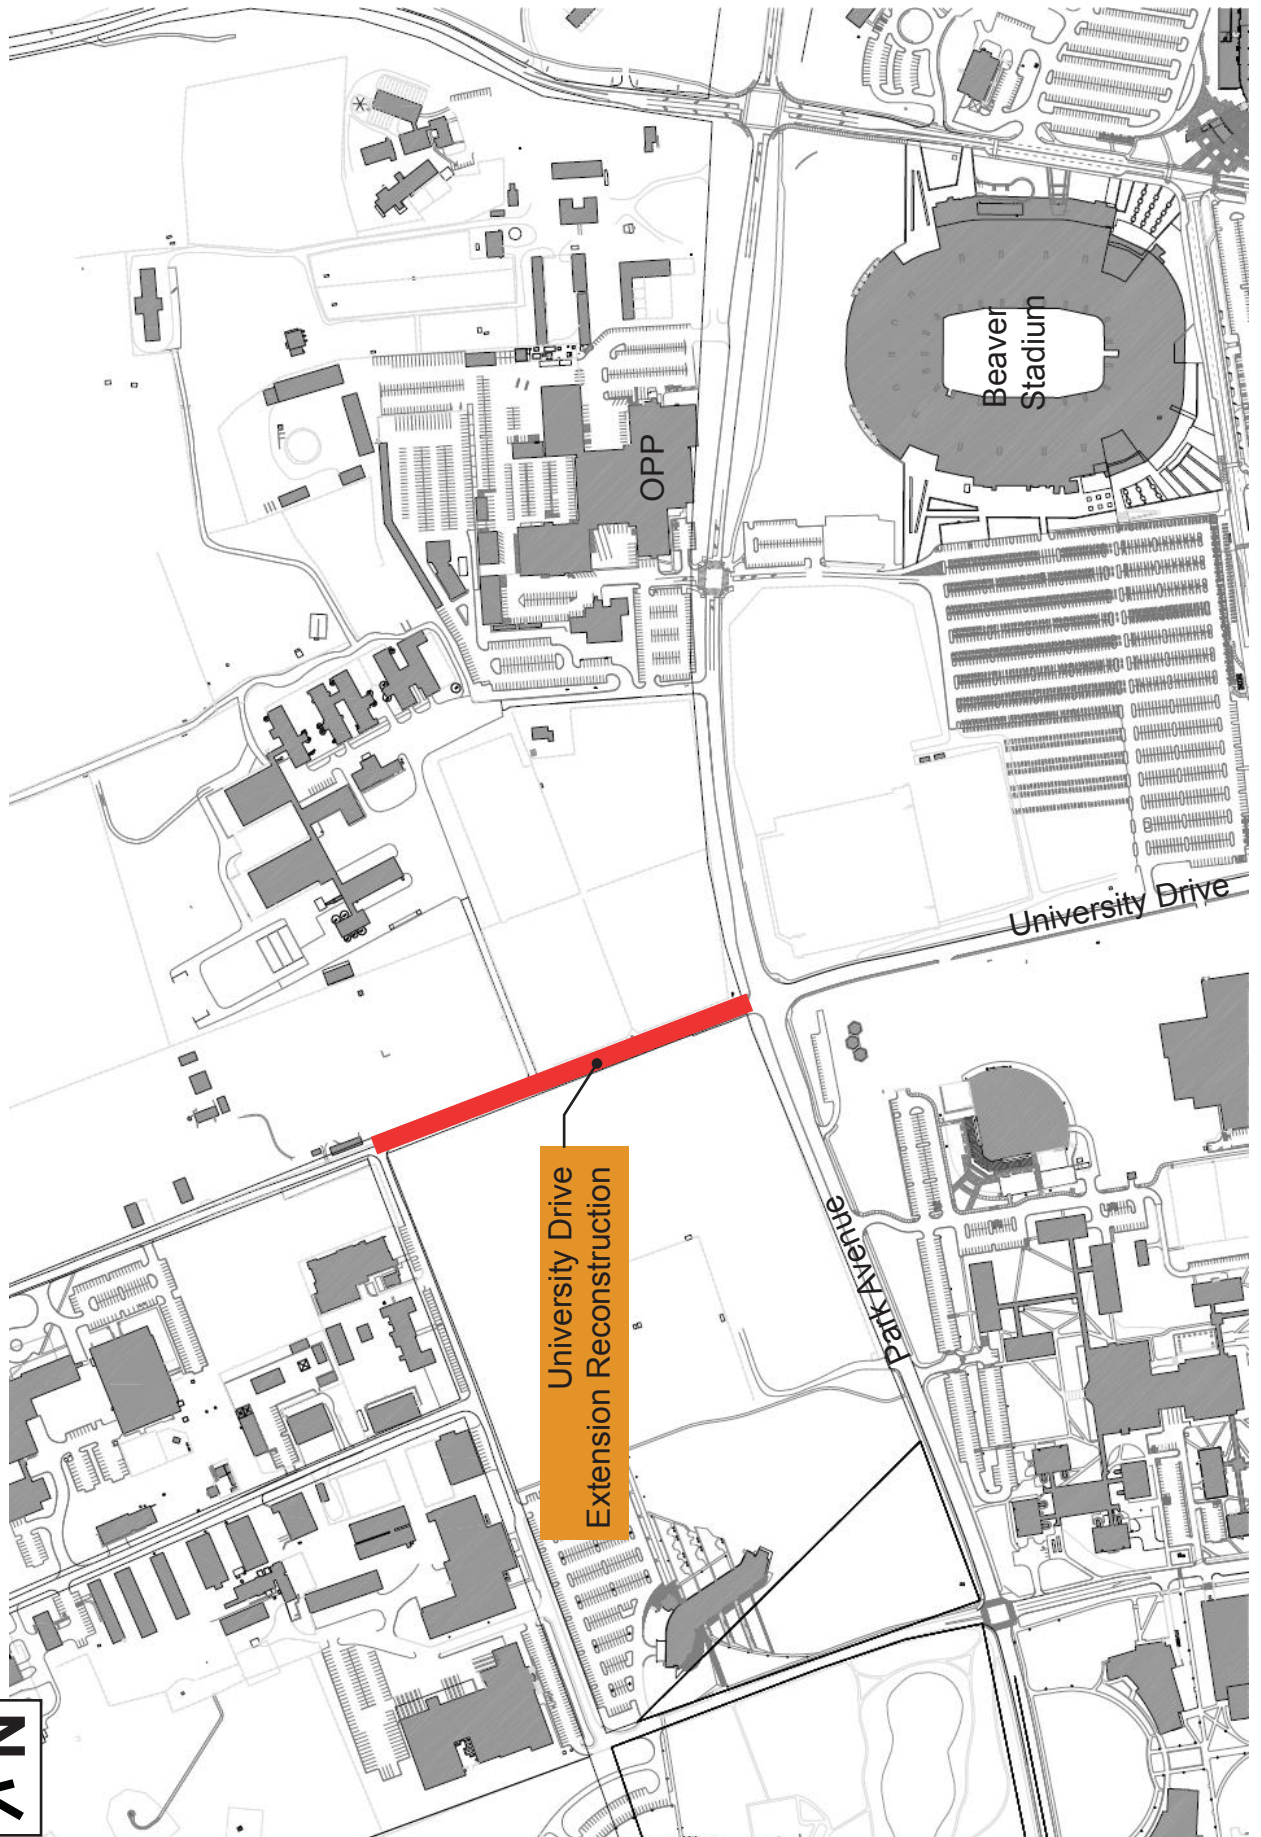 OPP
Beaver
Stadium
University Drive
University Drive
Extension Reconstruction
Park Avenue
N